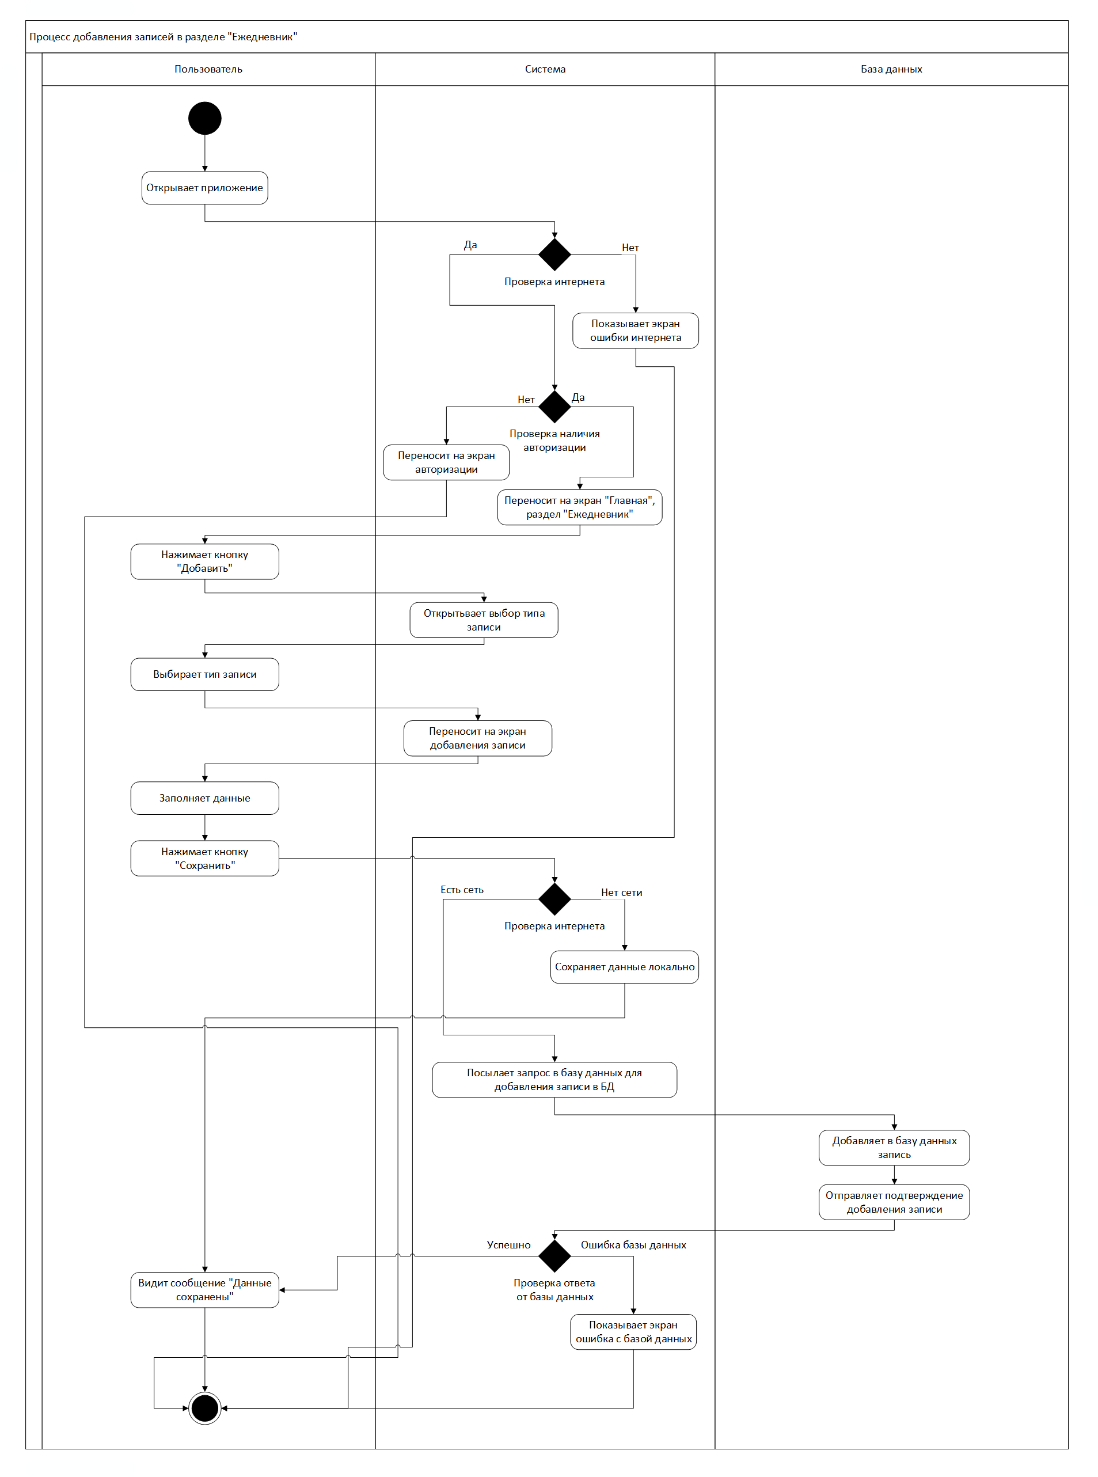 Процесс добавления записей в разделе "Ежедневник"
Пользователь
Система
База данных
Открывает приложение
Да
Нет
Проверка интернета
Показывает экран
ошибки интернета
Нет
Да
Проверка наличия
авторизации
Переносит на экран
авторизации
Переносит на экран "Главная",
раздел "Ежедневник"
Нажимает кнопку
"Добавить"
Открытывает выбор типа
записи
Выбирает тип записи
Переносит на экран
добавления записи
Заполняет данные
Нажимает кнопку
"Сохранить"
Есть сеть
Нет сети
Проверка интернета
Сохраняет данные локально
Посылает запрос в базу данных для
добавления записи в БД
Добавляет в базу данных
запись
Отправляет подтверждение
добавления записи
Успешно
Ошибка базы данных
Проверка ответа
от базы данных
Видит сообщение "Данные
сохранены"
Показывает экран
ошибка с базой данных